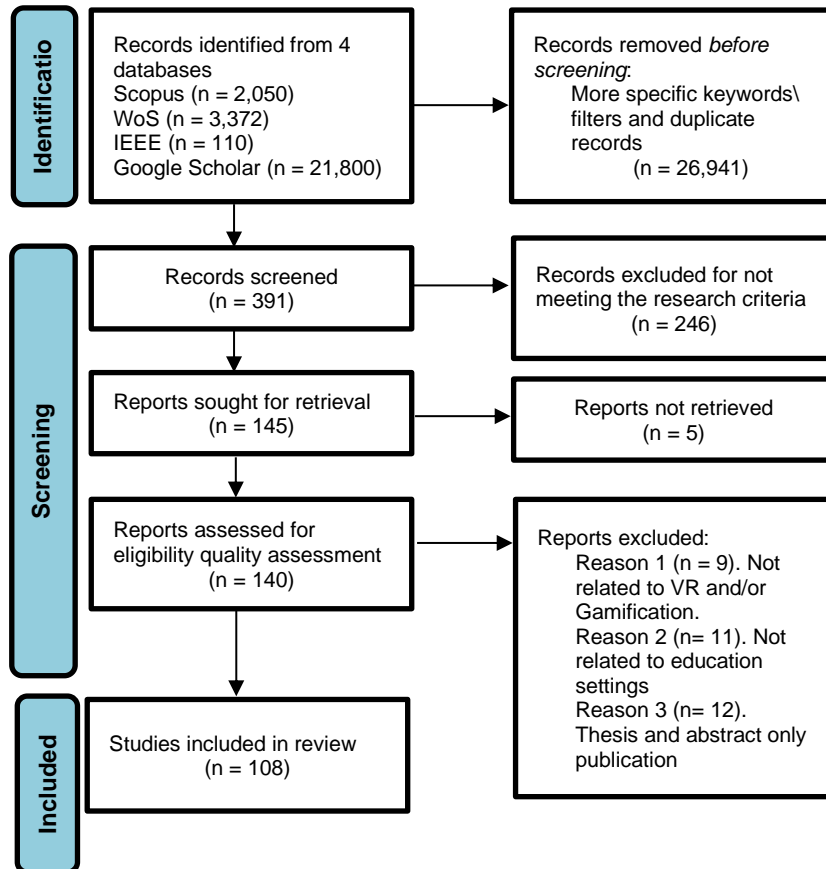 Identificatio
Records identified from 4
databases
Scopus (n = 2,050)
WoS (n = 3,372)
IEEE (n = 110)
Google Scholar (n = 21,800)
Records removed before
screening:
More specific keywords\
filters and duplicate
records
(n = 26,941)
Screening
Records screened
(n = 391)
Records excluded for not
meeting the research criteria
(n = 246)
Reports sought for retrieval
(n = 145)
Reports not retrieved
(n = 5)
Reports assessed for
eligibility quality assessment
(n = 140)
Reports excluded:
Reason 1 (n = 9). Not
related to VR and/or
Gamification.
Reason 2 (n= 11). Not
related to education
settings
Reason 3 (n= 12).
Thesis and abstract only
publication
Included
Studies included in review
(n = 108)